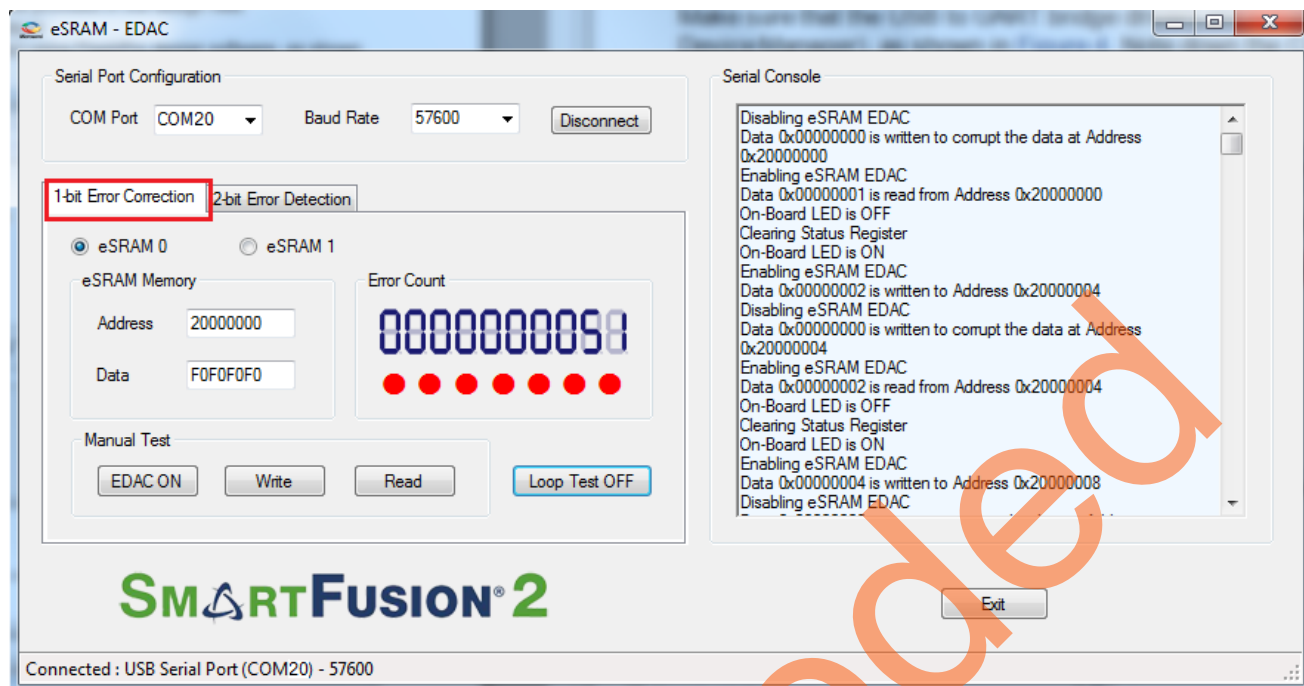 eSRAM - EDAC
Serial Port Configuration
COM Port COM20 Baud Rate 57600 Disconnect
1-bit Error Correction 2-bit Error Detection
eSRAM 0 eSRAM 1
eSRAM Memory
Address 20000000
Data F0F0F0F0
Error Count
0000000051
Manual Test
EDAC ON Write Read Loop Test OFF
Serial Console
Disabling eSRAM EDAC
Data 0x00000000 is written to corrupt the data at Address
0x20000000
Enabling eSRAM EDAC
Data 0x00000001 is read from Address 0x20000000
On-Board LED is OFF
Clearing Status Register
On-Board LED is ON
Enabling eSRAM EDAC
Data 0x00000002 is written to Address 0x20000004
Disabling eSRAM EDAC
Data 0x00000000 is written to corrupt the data at Address
0x20000004
Enabling eSRAM EDAC
Data 0x00000002 is read from Address 0x20000004
On-Board LED is OFF
Clearing Status Register
On-Board LED is ON
Enabling eSRAM EDAC
Data 0x00000004 is written to Address 0x20000008
Disabling eSRAM EDAC
SMARTFUSION® 2
Exit
Connected : USB Serial Port (COM20) - 57600